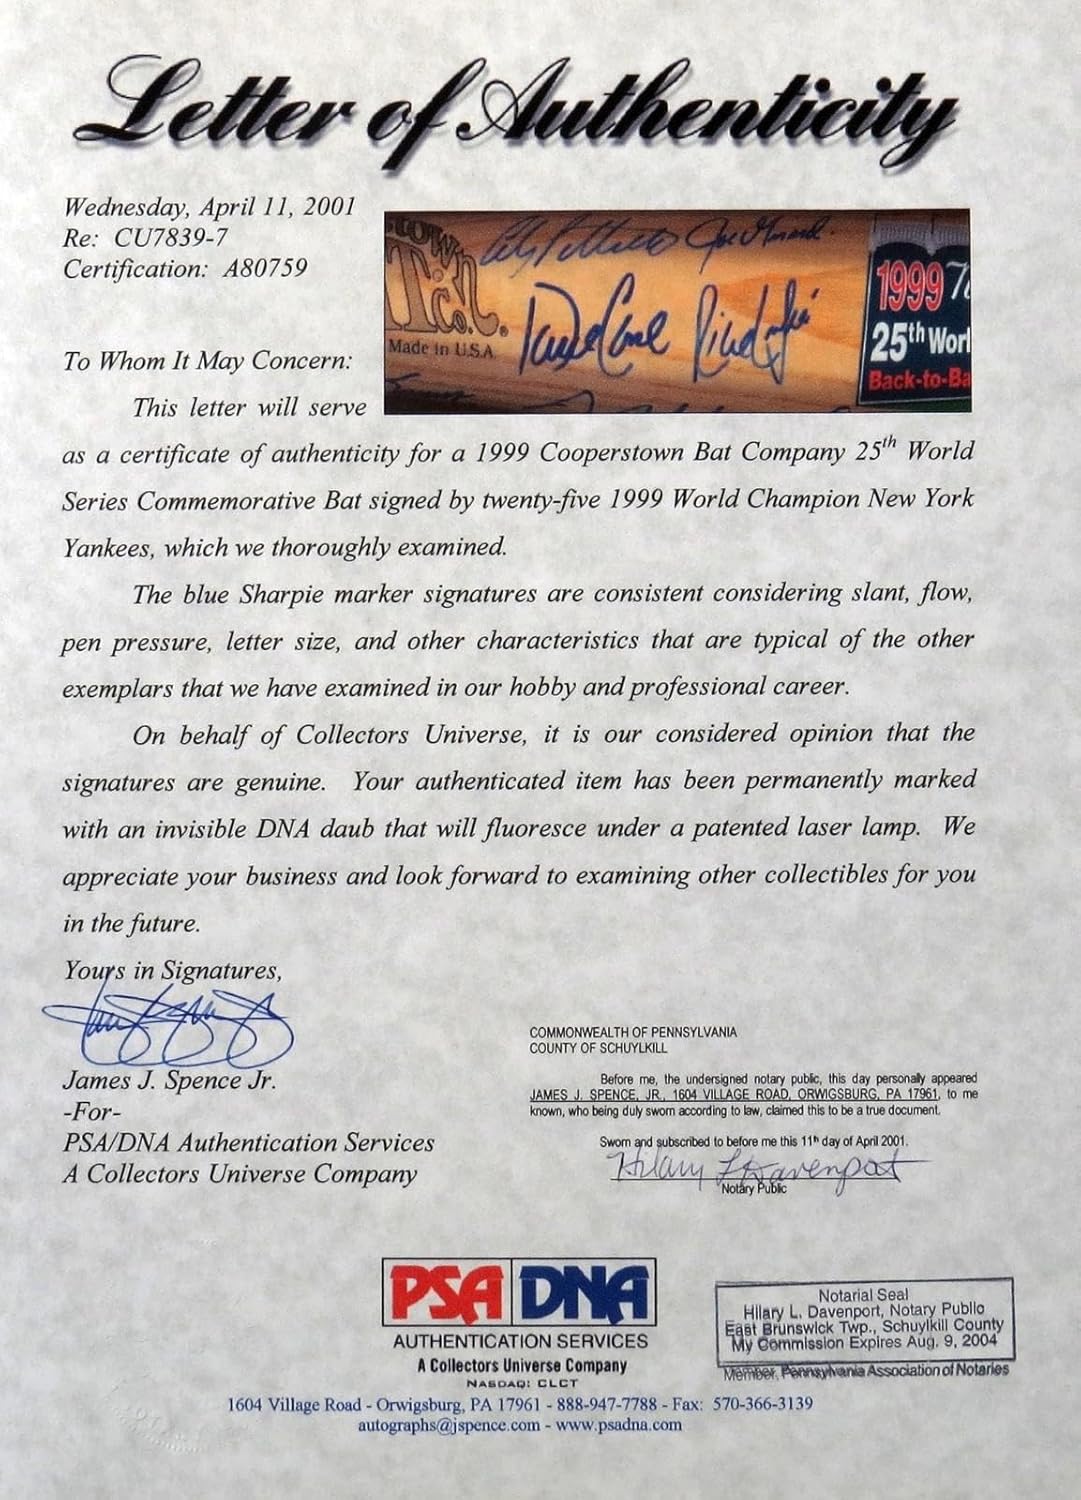 Letter of Authenticity
Wednesday, April 11, 2001
Re: CU7839-7
Certification: A80759
town
T.C.
Co.
Made in U.S.A.
Andy Pettitte Joe Girardi
David Cone
1999
25th Worl
Back-to-Ba
To Whom It May Concern:
This letter will serve
as a certificate of authenticity for a 1999 Cooperstown Bat Company 25th World
Series Commemorative Bat signed by twenty-five 1999 World Champion New York
Yankees, which we thoroughly examined.
The blue Sharpie marker signatures are consistent considering slant, flow,
pen pressure, letter size, and other characteristics that are typical of the other
exemplars that we have examined in our hobby and professional career.
On behalf of Collectors Universe, it is our considered opinion that the
signatures are genuine. Your authenticated item has been permanently marked
with an invisible DNA daub that will fluoresce under a patented laser lamp. We
appreciate your business and look forward to examining other collectibles for you
in the future.
Yours in Signatures,
James J. Spence Jr.
-For-
PSA/DNA Authentication Services
A Collectors Universe Company
COMMONWEALTH OF PENNSYLVANIA
COUNTY OF SCHUYLKILL
Before me, the undersigned notary public, this day personally appeared
JAMES J. SPENCE, JR., 1604 VILLAGE ROAD, ORWIGSBURG, PA 17961, to me
known, who being duly sworn according to law, claimed this to be a true document.
Sworn and subscribed to before me this 11th day of April 2001.
Hilary L Davenport
Notary Public
PSA DNA
AUTHENTICATION SERVICES
A Collectors Universe Company
NASDAQ: CLCT
Notarial Seal
Hilary L. Davenport, Notary Public
East Brunswick Twp., Schuylkill County
My Commission Expires Aug. 9, 2004
Member, Pennsylvania Association of Notaries
1604 Village Road - Orwigsburg, PA 17961 - 888-947-7788 - Fax: 570-366-3139
autographs@jspence.com - www.psadna.com